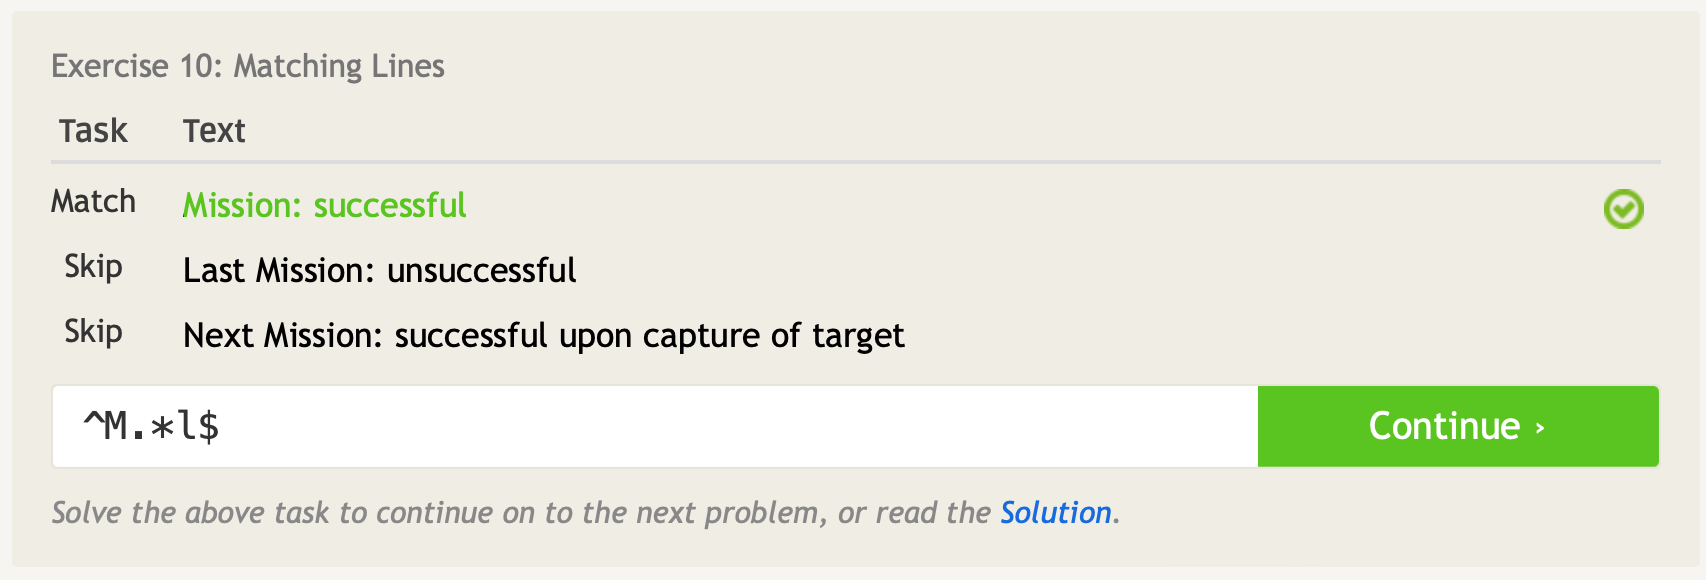 Exercise 10: Matching Lines
Task Text
Match Mission: successful
Skip Last Mission: unsuccessful
Skip Next Mission: successful upon capture of target
^M.*l$
Continue ›
Solve the above task to continue on to the next problem, or read the Solution.